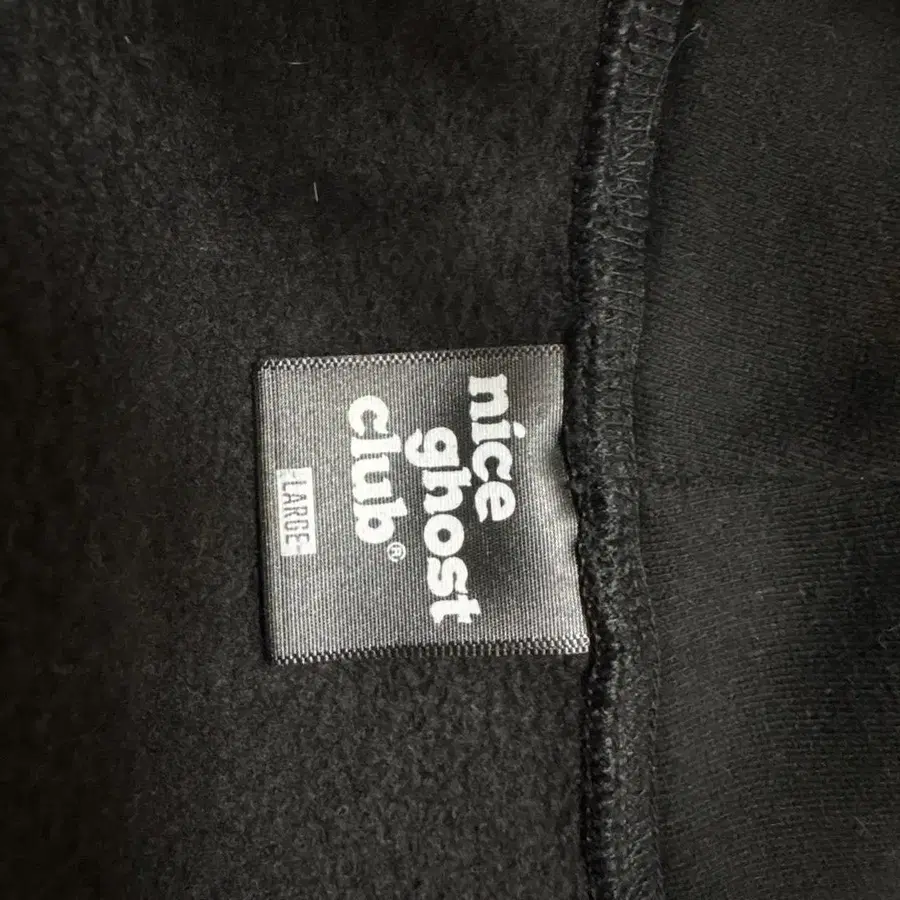 nice
ghost
club®
-LARGE-